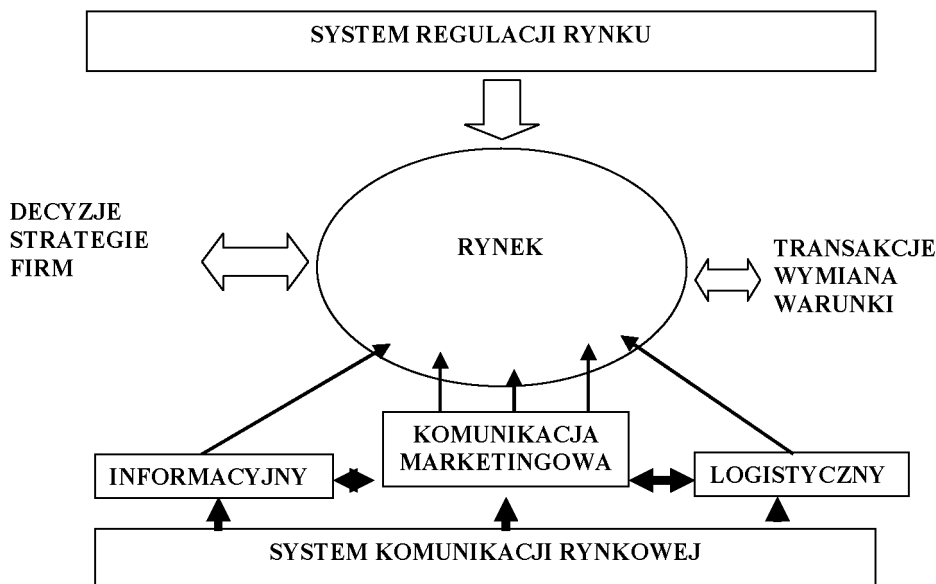 SYSTEM REGULACJI RYNKU
DECYZJE
STRATEGIE
FIRM
RYNEK
TRANSAKCJE
WYMIANA
WARUNKI
KOMUNIKACJA
MARKETINGOWA
INFORMACYJNY
LOGISTYCZNY
SYSTEM KOMUNIKACJI RYNKOWEJ